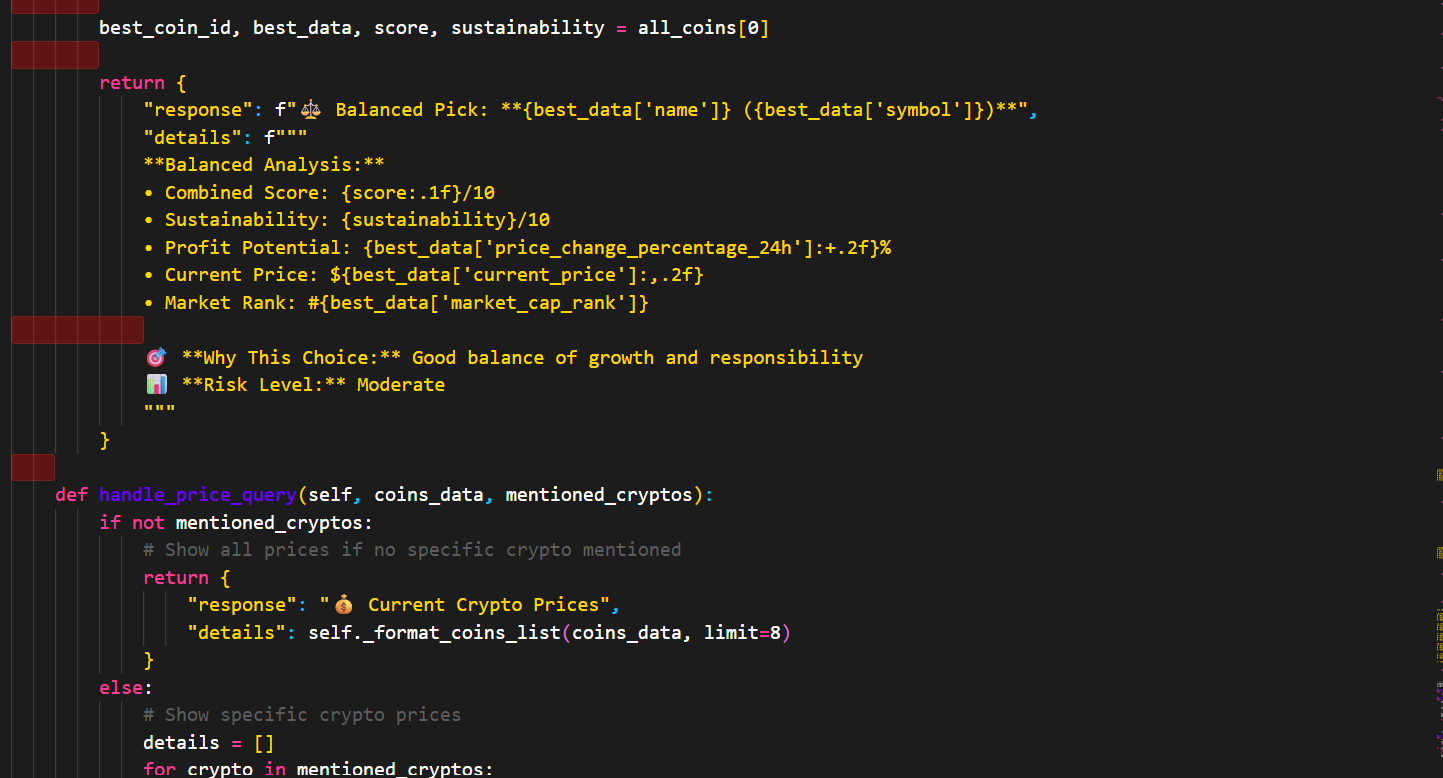 best_coin_id, best_data, score, sustainability = all_coins[0]
return {
"response": f"⚖️ Balanced Pick: **{best_data['name']} ({best_data['symbol']})**",
"details": f"""
**Balanced Analysis:**
• Combined Score: {score:.1f}/10
• Sustainability: {sustainability}/10
• Profit Potential: {best_data['price_change_percentage_24h']:+.2f}%
• Current Price: ${best_data['current_price']:,.2f}
• Market Rank: #{best_data['market_cap_rank']}
🎯 **Why This Choice:** Good balance of growth and responsibility
📊 **Risk Level:** Moderate
"""
}
def handle_price_query(self, coins_data, mentioned_cryptos):
if not mentioned_cryptos:
# Show all prices if no specific crypto mentioned
return {
"response": "💰 Current Crypto Prices",
"details": self._format_coins_list(coins_data, limit=8)
}
else:
# Show specific crypto prices
details = []
for crypto in mentioned_cryptos: